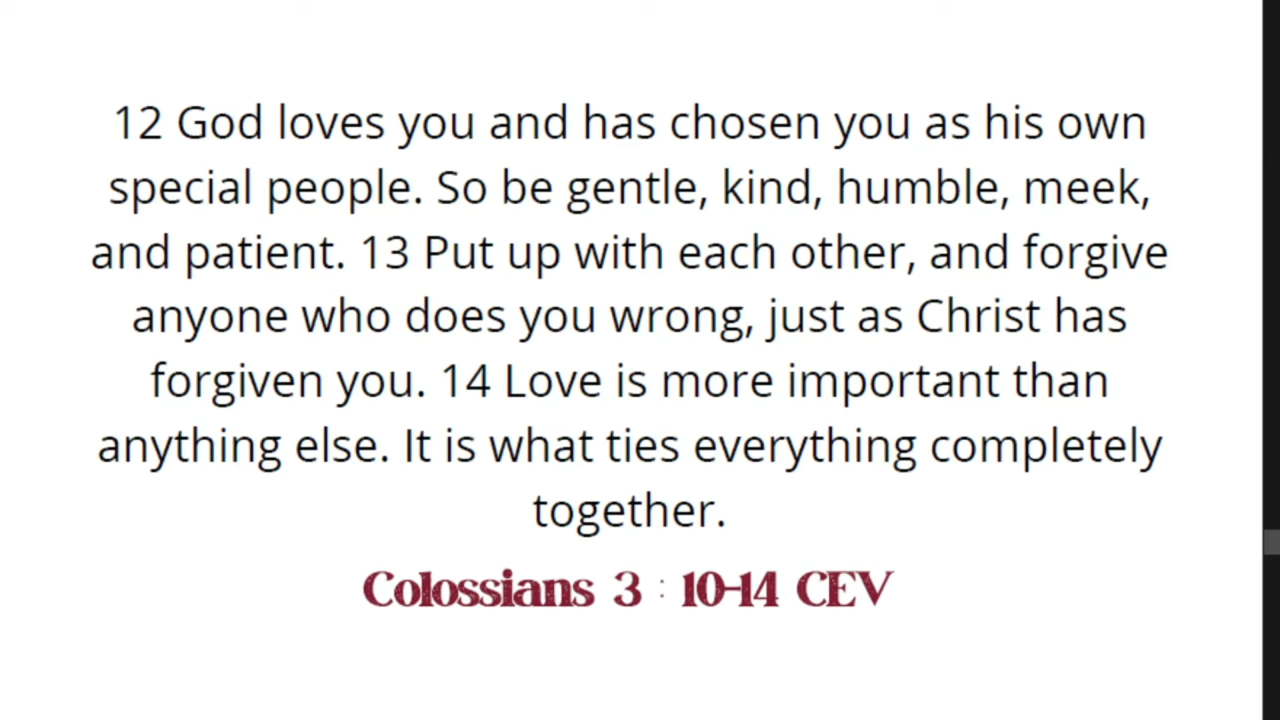 12 God loves you and has chosen you as his own
special people. So be gentle, kind, humble, meek,
and patient. 13 Put up with each other, and forgive
anyone who does you wrong, just as Christ has
forgiven you. 14 Love is more important than
anything else. It is what ties everything completely
together.
Colossians 3 : 10-14 CEV